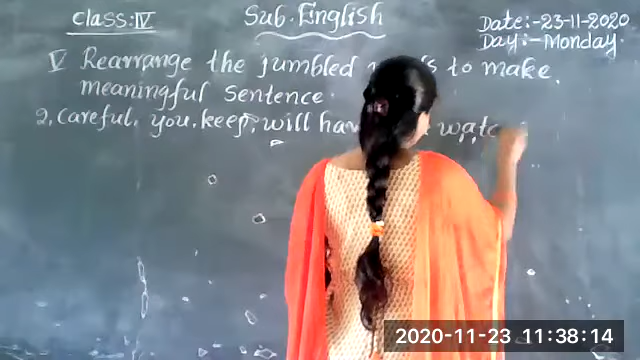 Class:IV
Sub. English
Date:-23-11-2020
Day:-Monday
V Rearrange the jumbled to make
meaningful Sentence.
2, Careful, you, keep, will
2020-11-23 11:38:14